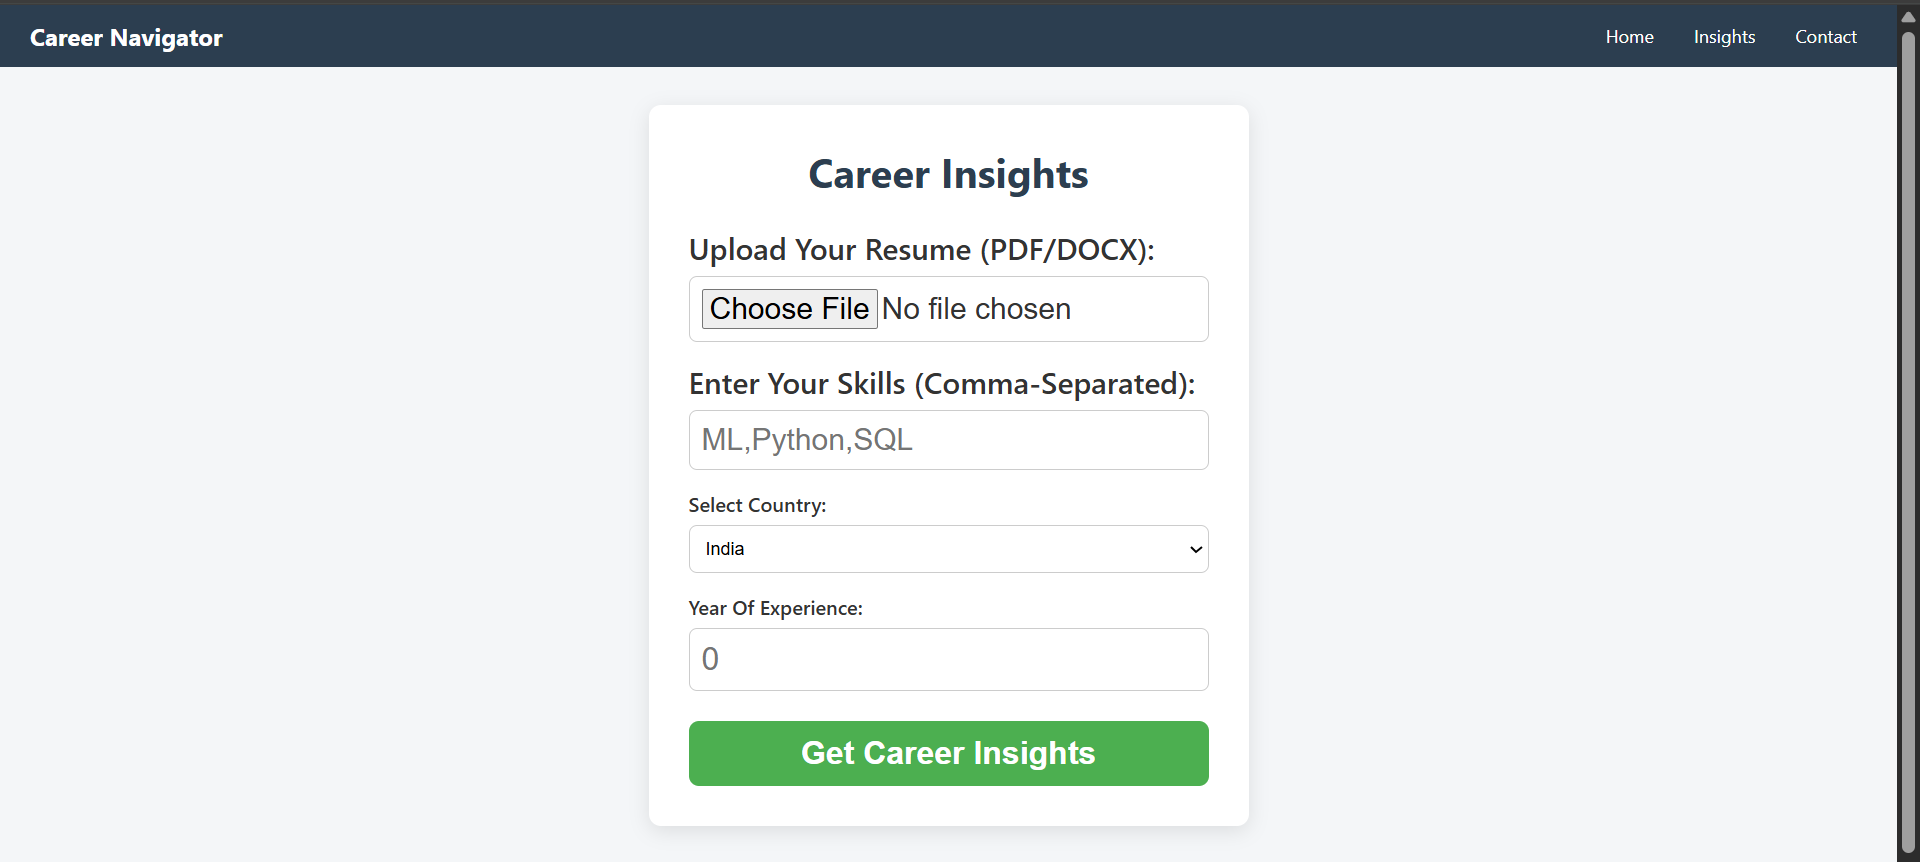 Career Navigator
Home Insights Contact
Career Insights
Upload Your Resume (PDF/DOCX):
Choose File No file chosen
Enter Your Skills (Comma-Separated):
ML,Python,SQL
Select Country:
India
Year Of Experience:
0
Get Career Insights